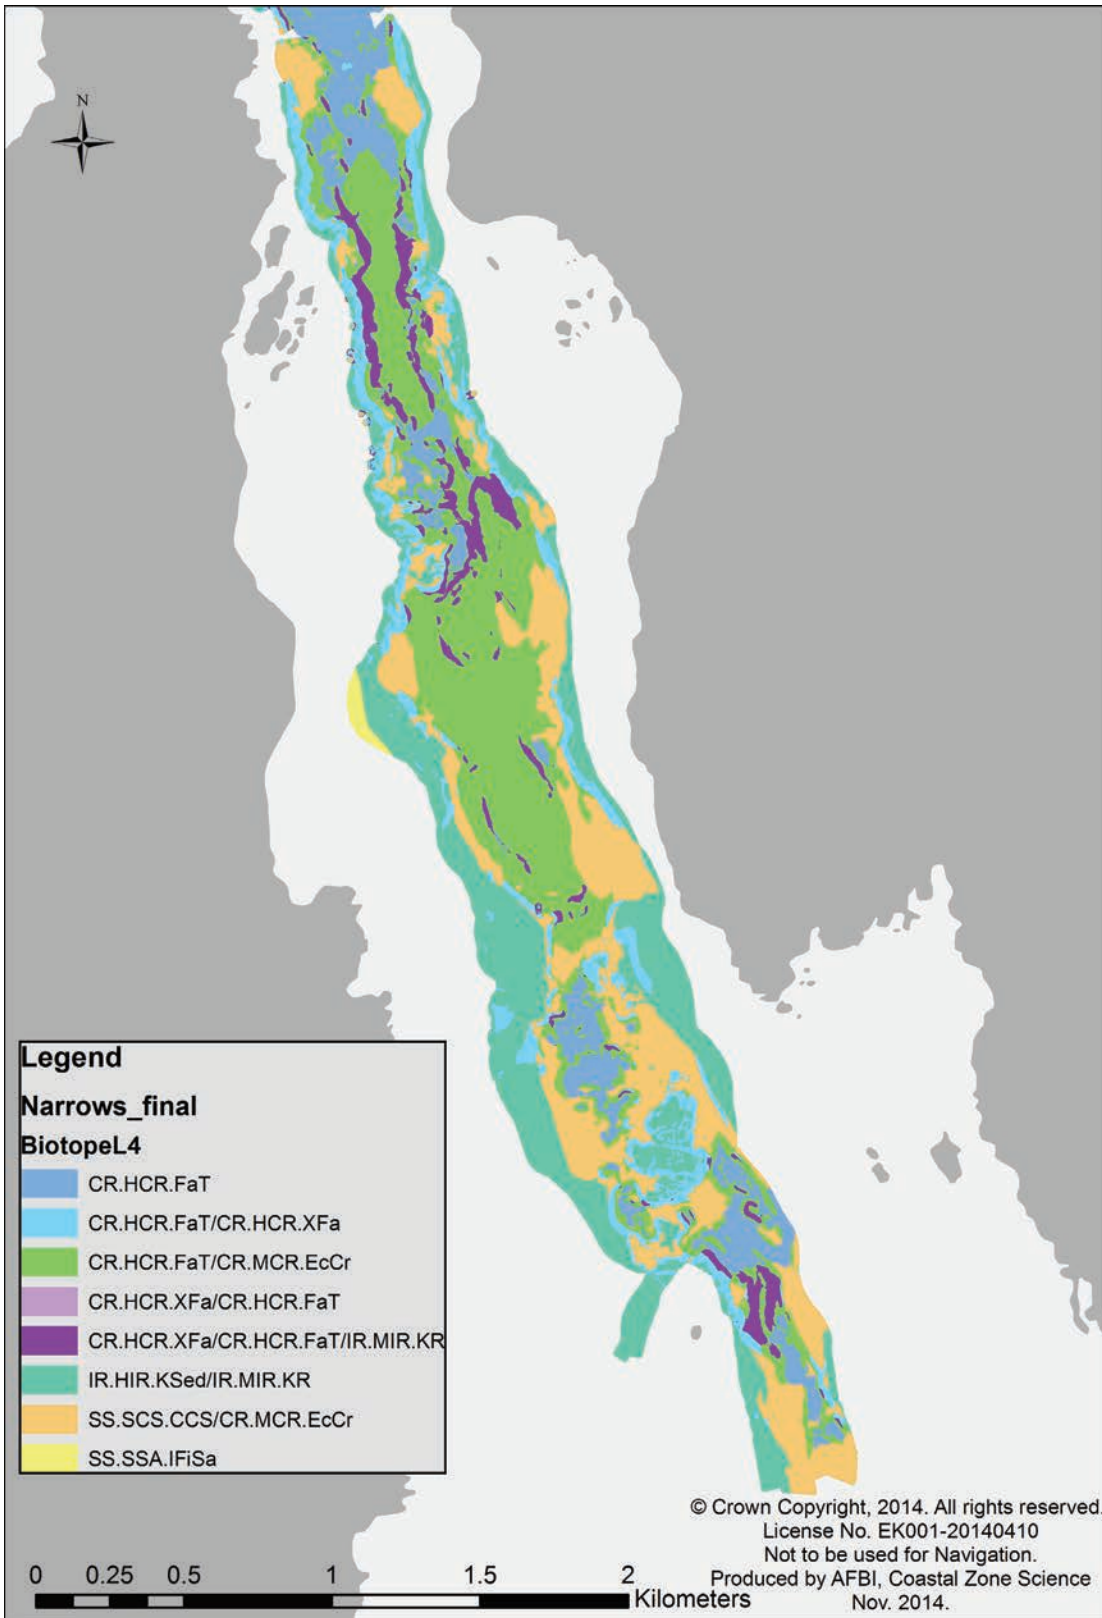 N
Legend
Narrows_final
BiotopeL4
CR.HCR.FaT
CR.HCR.FaT/CR.HCR.XFa
CR.HCR.FaT/CR.MCR.EcCr
CR.HCR.XFa/CR.HCR.FaT
CR.HCR.XFa/CR.HCR.FaT/IR.MIR.KR
IR.HIR.KSed/IR.MIR.KR
SS.SCS.CCS/CR.MCR.EcCr
SS.SSA.IFiSa
© Crown Copyright, 2014. All rights reserved.
License No. EK001-20140410
Not to be used for Navigation.
Produced by AFBI, Coastal Zone Science
Nov. 2014.
0 0.25 0.5 1 1.5 2
Kilometers